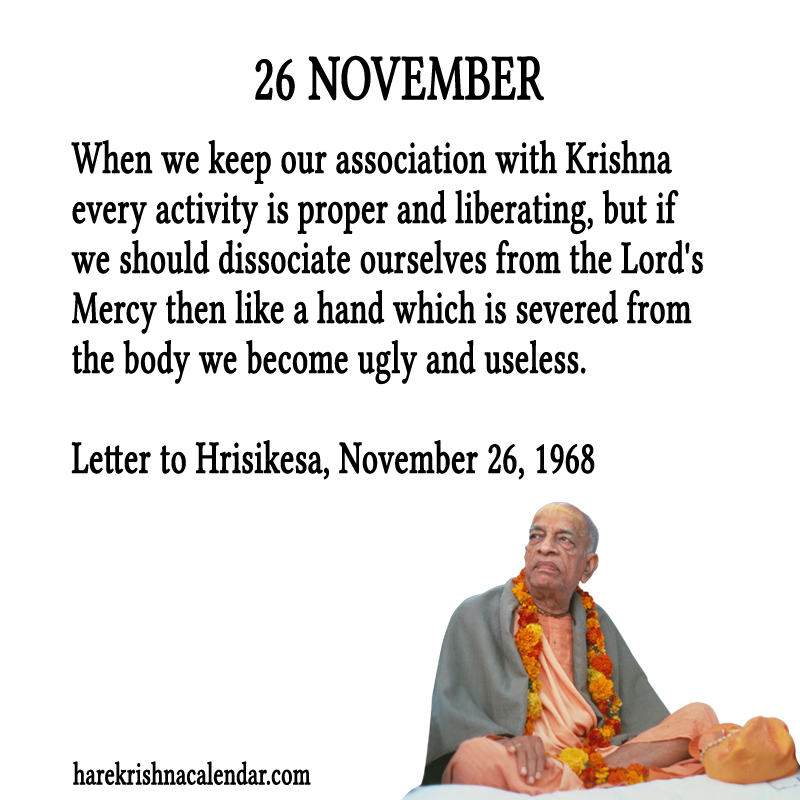 26 NOVEMBER
When we keep our association with Krishna
every activity is proper and liberating, but if
we should dissociate ourselves from the Lord's
Mercy then like a hand which is severed from
the body we become ugly and useless.
Letter to Hrisikesa, November 26, 1968
harekrishnacalendar.com